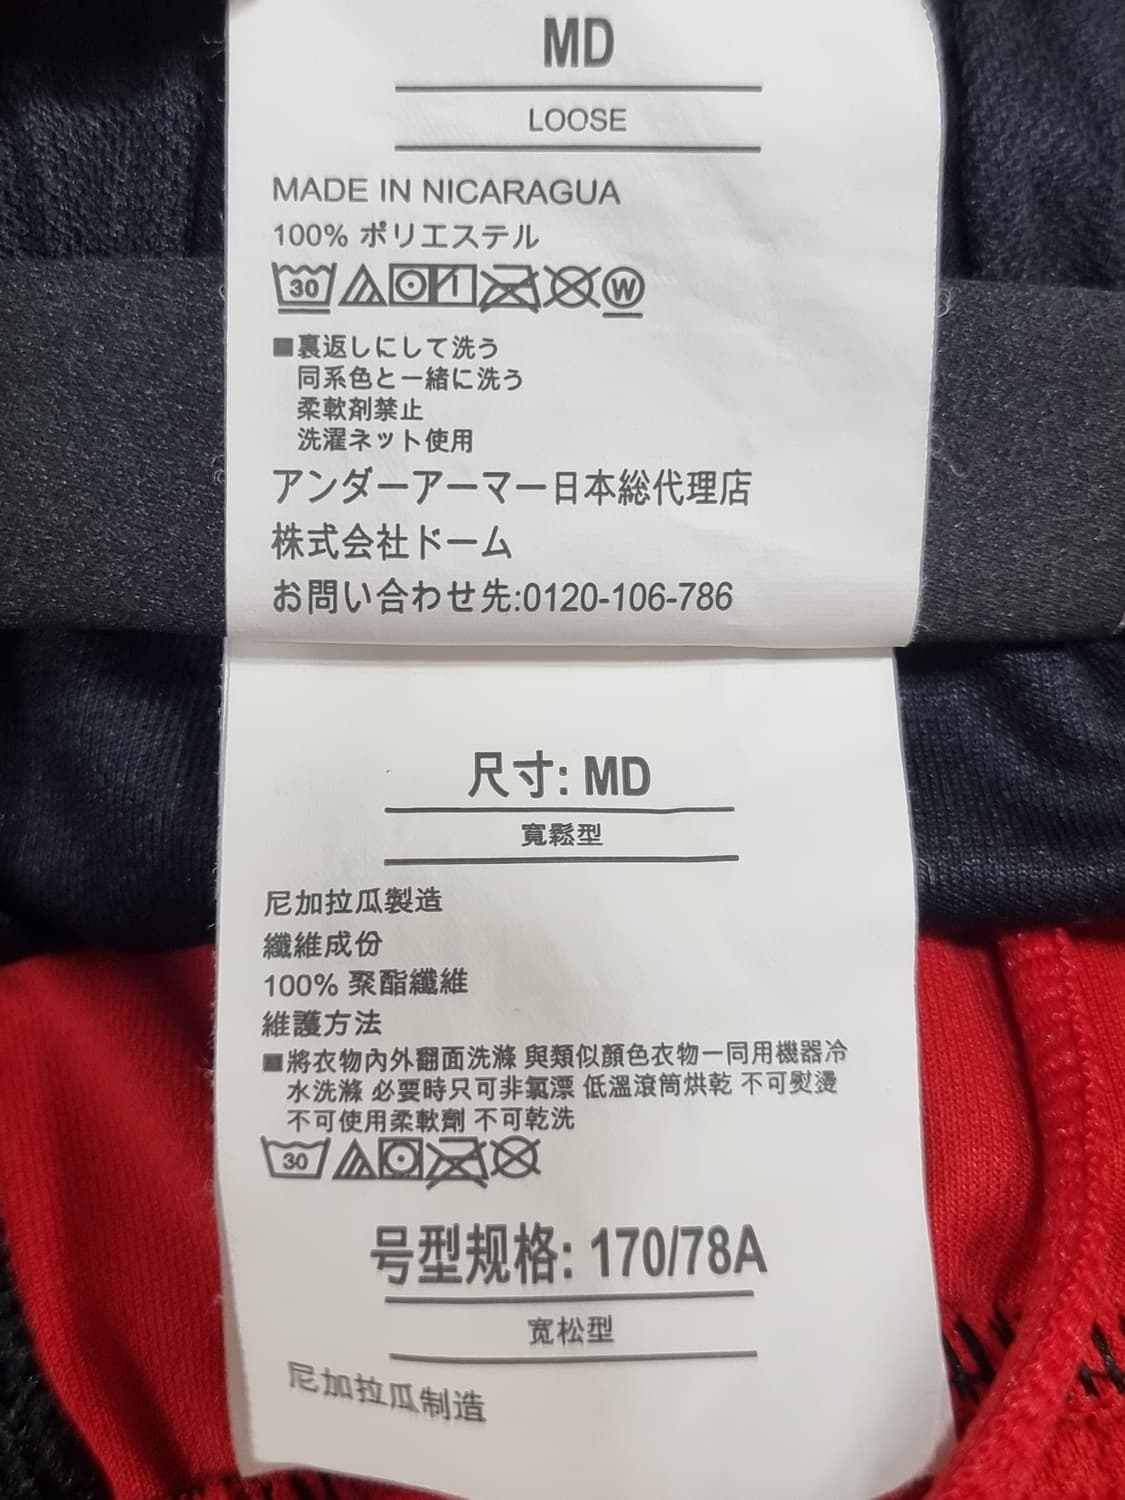 MD
LOOSE
MADE IN NICARAGUA
100% ポリエステル
30 W
■裏返しにして洗う
同系色と一緒に洗う
柔軟剤禁止
洗濯ネット使用
アンダーアーマー日本総代理店
株式会社ドーム
お問い合わせ先:0120-106-786
尺寸: MD
寬鬆型
尼加拉瓜製造
纖維成份
100% 聚酯纖維
維護方法
■將衣物內外翻面洗滌 與類似顏色衣物一同用機器冷
水洗滌 必要時只可非氯漂 低溫滾筒烘乾 不可熨燙
不可使用柔軟劑 不可乾洗
30
号型规格: 170/78A
宽松型
尼加拉瓜制造